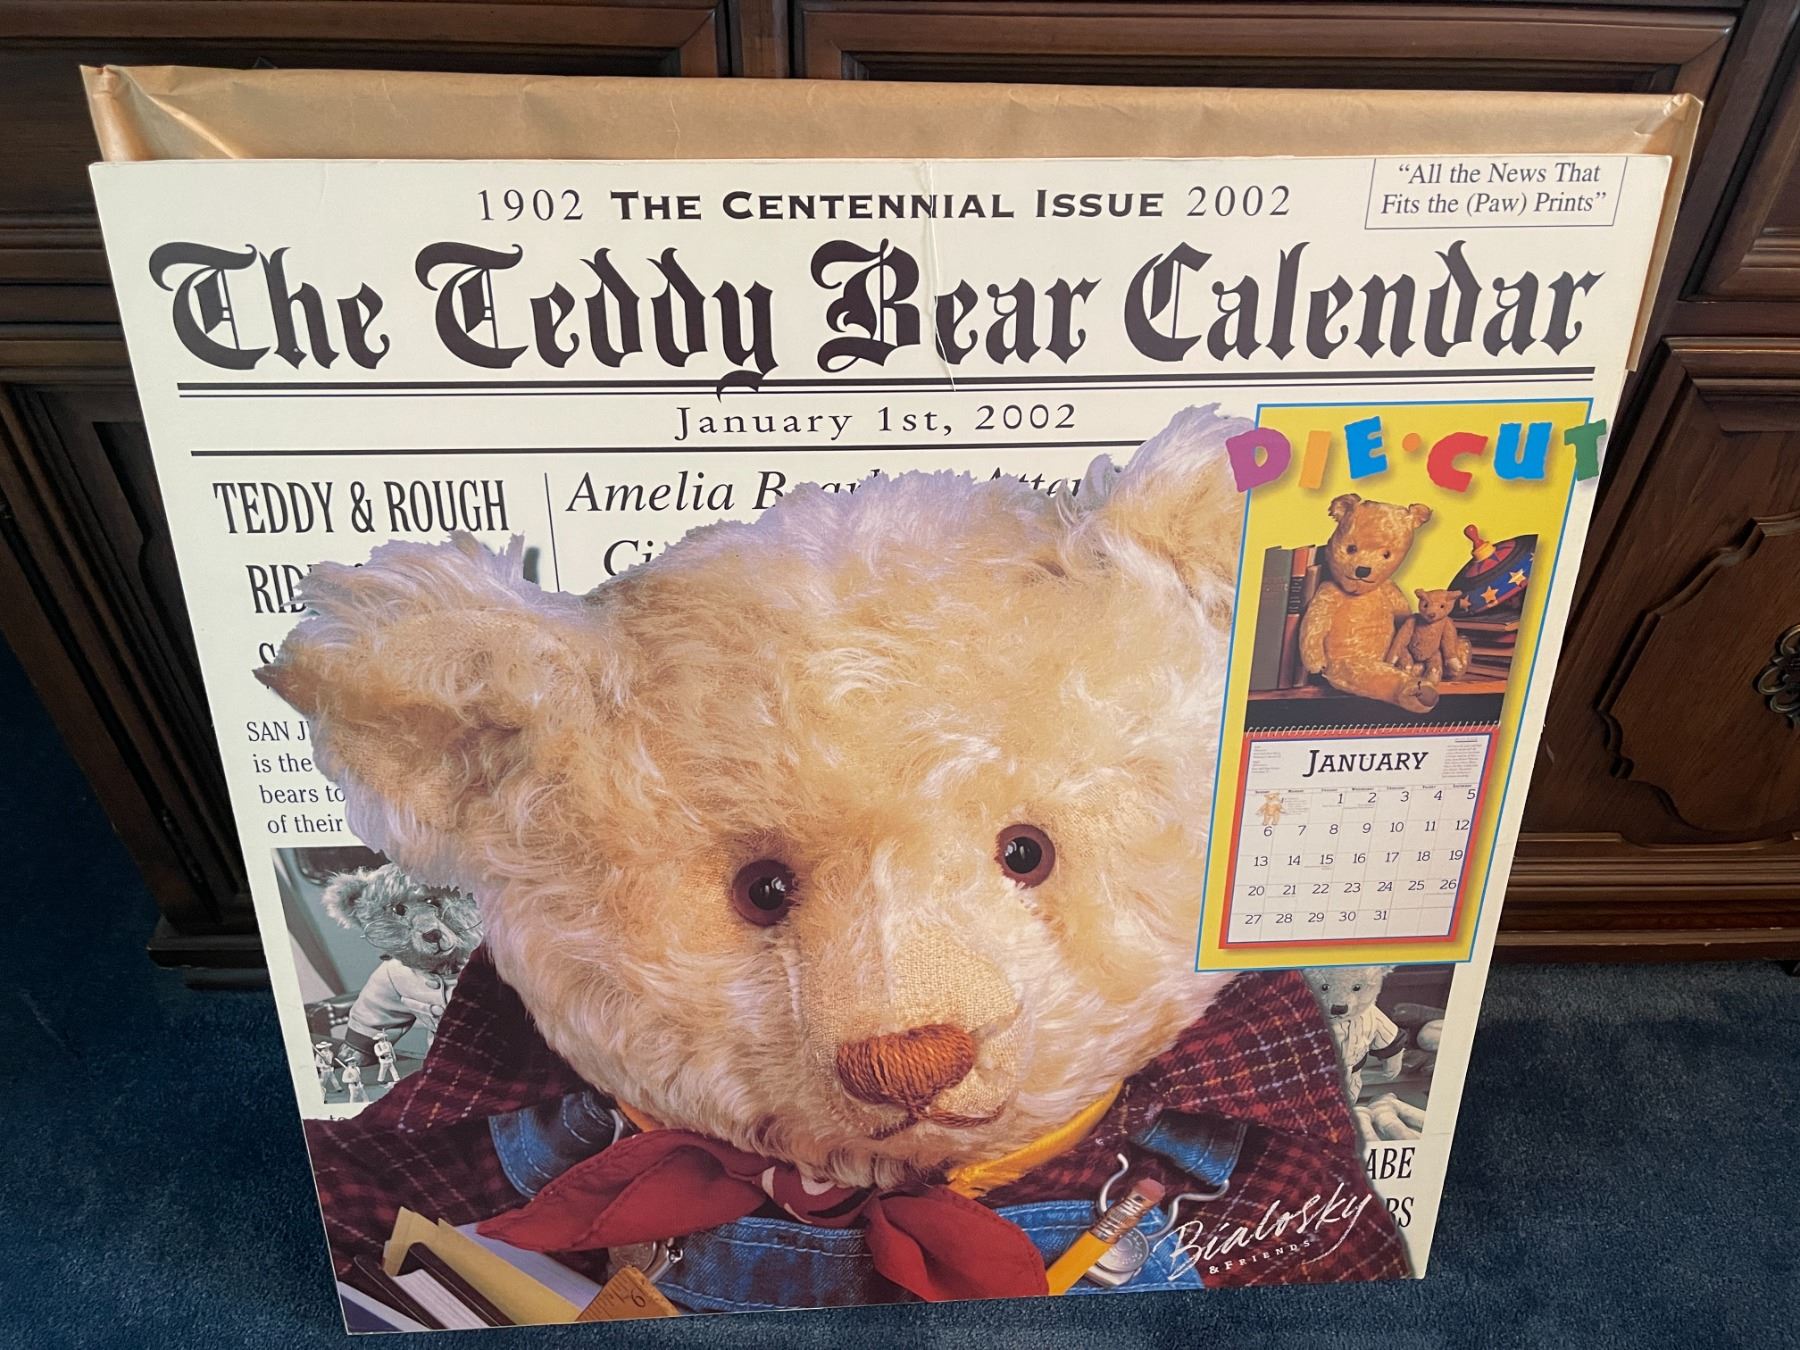 1902 THE CENTENNIAL ISSUE 2002
"All the News That
Fits the (Paw) Prints"
The Teddy Bear Calendar
January 1st, 2002
TEDDY & ROUGH
Amelia
DIE·CUT
SAN
is the
bears to
of their
JANUARY
1 2 3 4 5
6 7 8 9 10 11 12
13 14 15 16 17 18 19
20 21 22 23 24 25 26
27 28 29 30 31
ABE
Bialosky
& FRIENDS
6